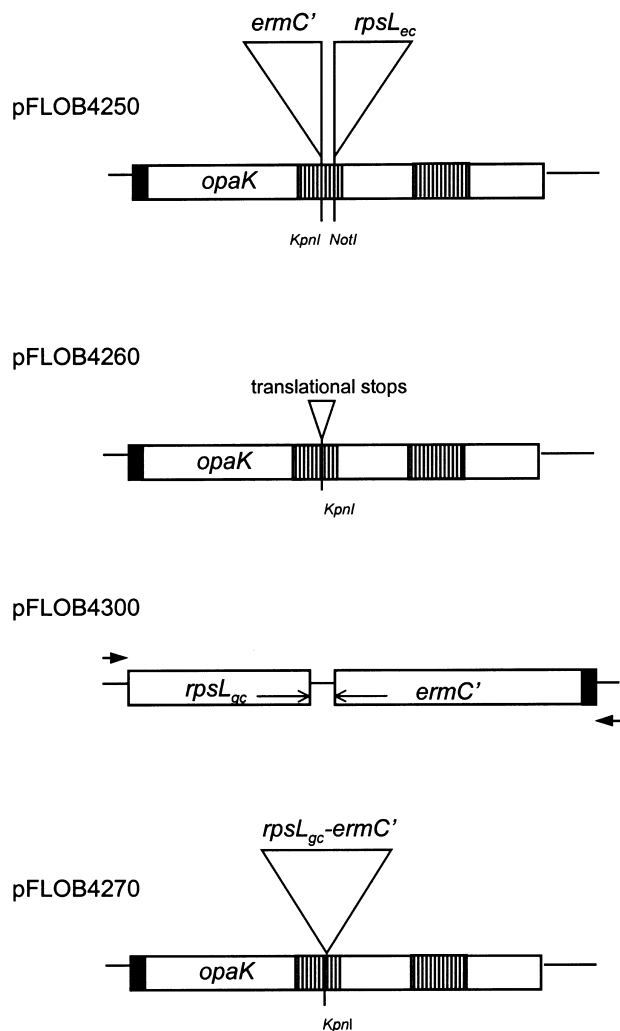 ermC' rpsLec
pFLOB4250
opaK
KpnI NotI
pFLOB4260
translational stops
opaK
KpnI
pFLOB4300
rpsLgc ermC'
rpsLgc-ermC'
pFLOB4270
opaK
KpnI